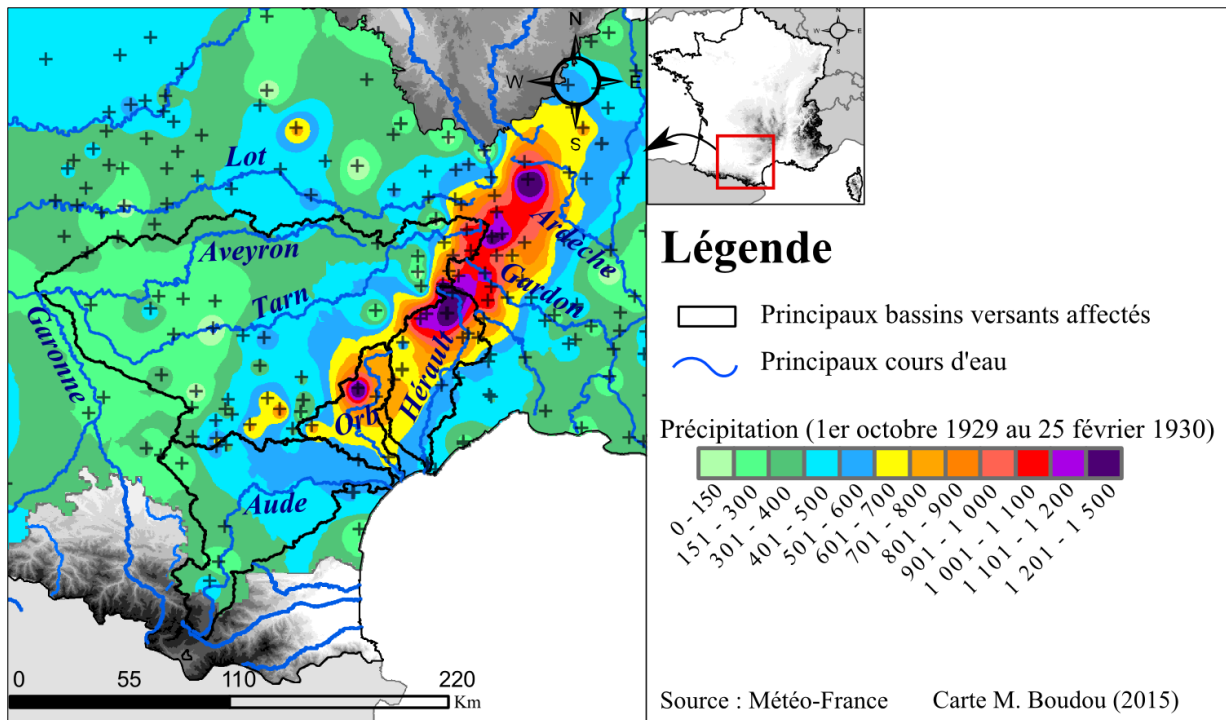 N
W
E
S
Lot
Aveyron
Tarn
Garonne
Ardèche
Gardon
Hérault
Orb
Aude
0 55 110 220
Km
N
W E
S
Légende
Principaux bassins versants affectés
Principaux cours d'eau
Précipitation (1er octobre 1929 au 25 février 1930)
0-150
151 - 300
301 - 400
401 - 500
501 - 600
601 - 700
701 - 800
801 - 900
901 - 1 000
1 001 - 1 100
1 101 - 1 200
1 201 - 1 500
Source : Météo-France Carte M. Boudou (2015)